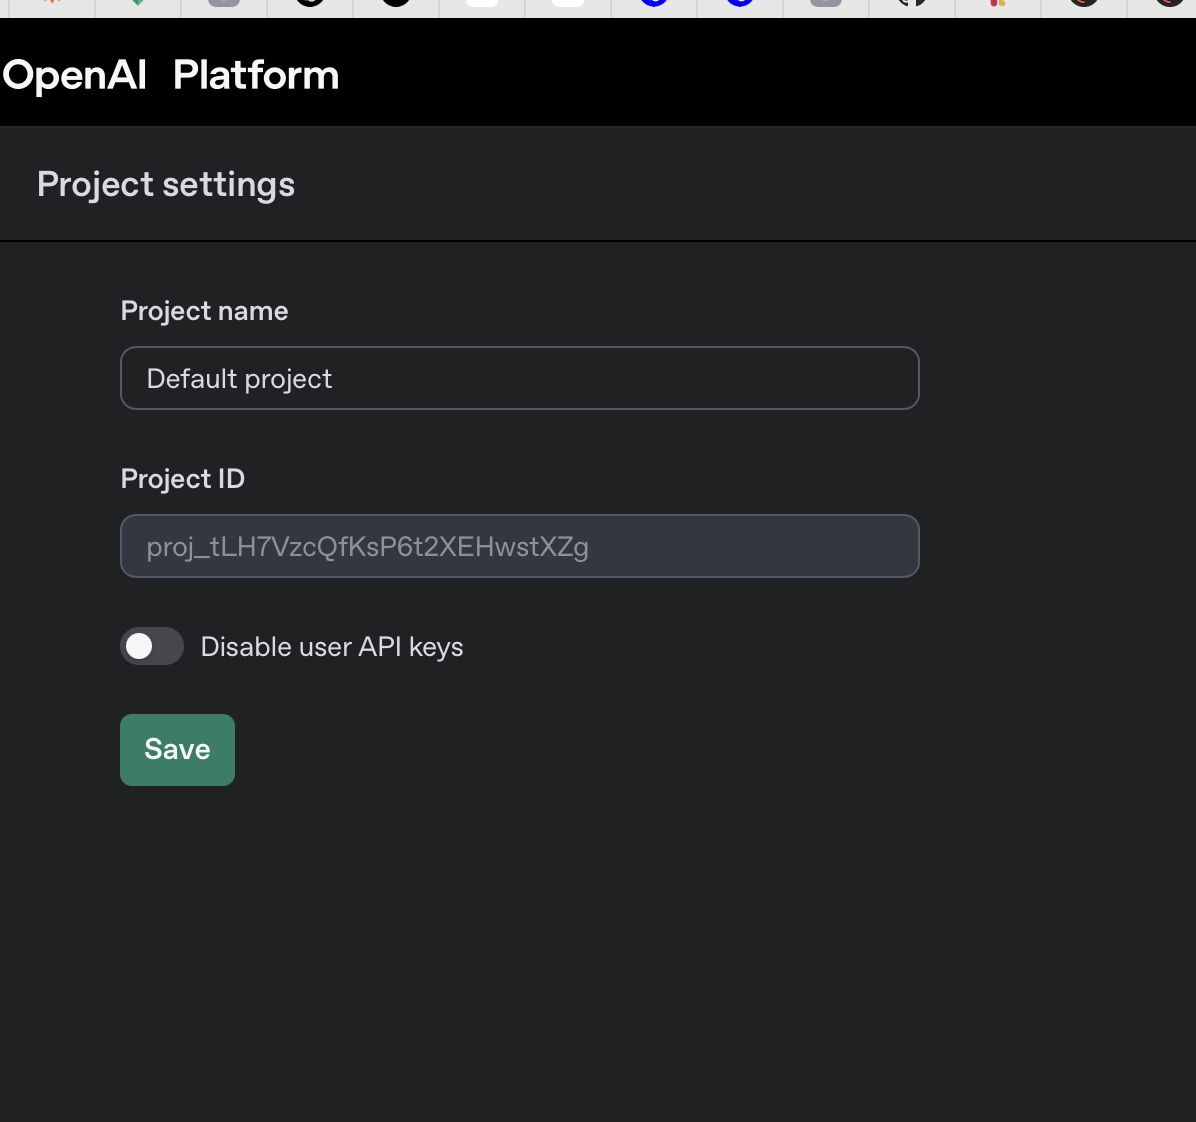 OpenAI Platform
Project settings
Project name
Default project
Project ID
proj_tLH7VzcQfKsP6t2XEHwstXZg
Disable user API keys
Save